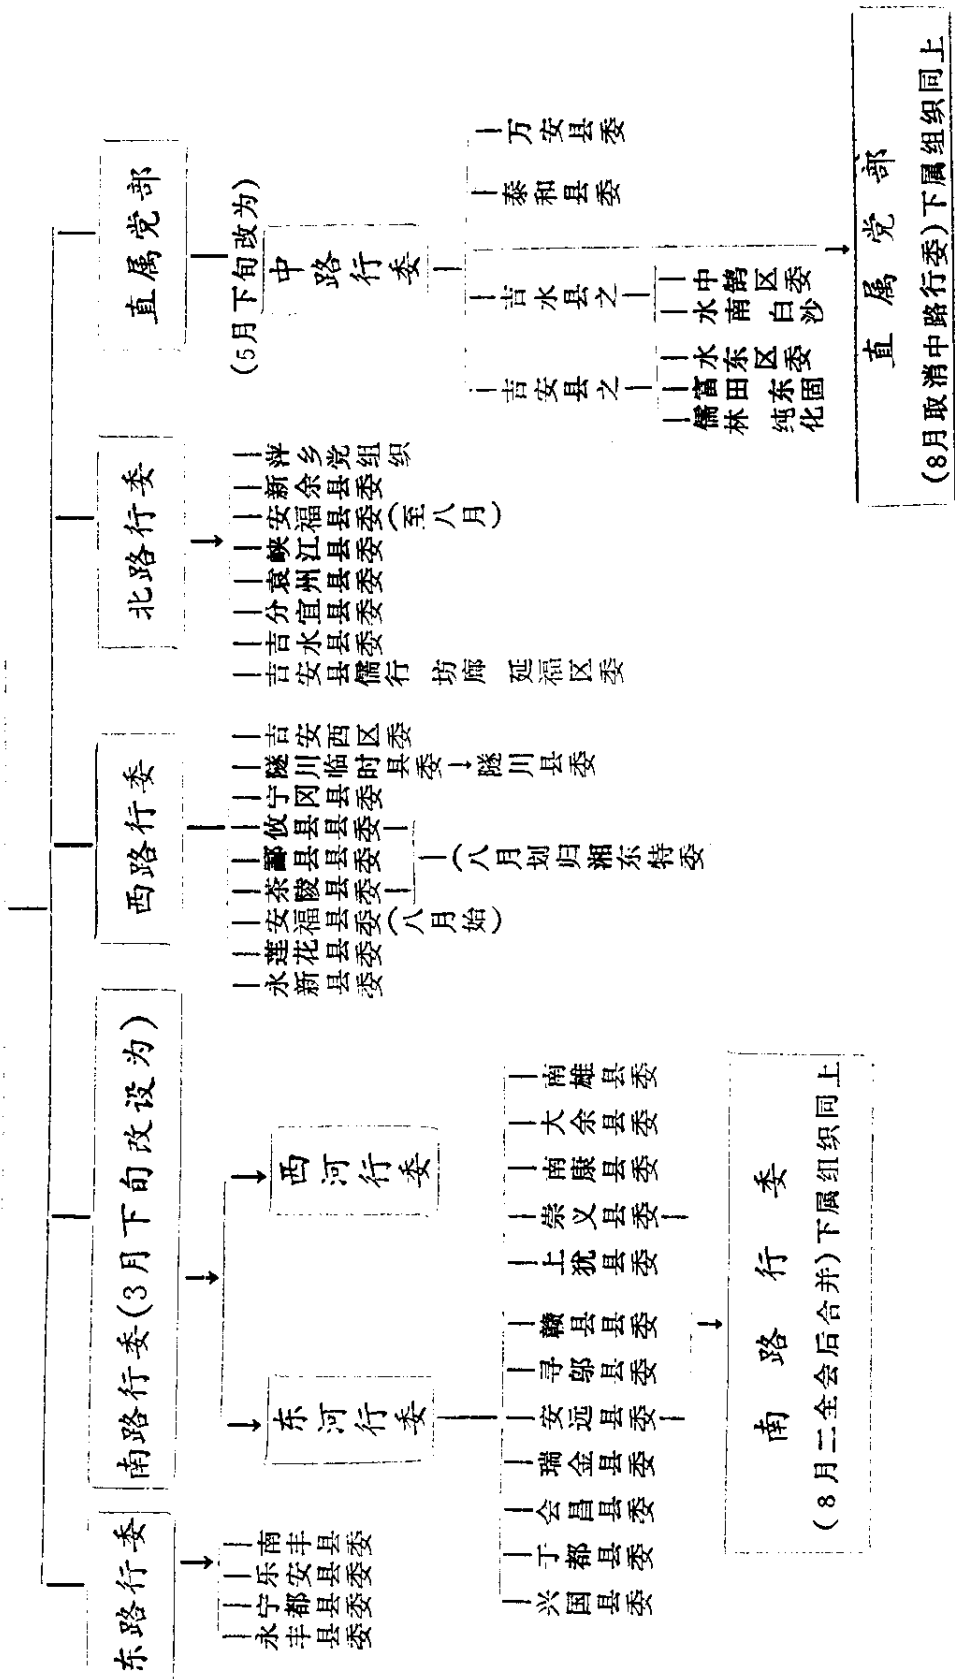 东路行委
南路行委(3月下旬改设为)
西路行委
北路行委
直属党部
永丰县委
宁都县委
乐安县委
南丰县委
东河行委
西河行委
兴国县委
于都县委
会昌县委
瑞金县委
安远县委
寻邬县委
赣县县委
上犹县委
崇义县委
南康县委
大余县委
南雄县委
南路行委
(8月二全会后合并)下属组织同上
永新县委
莲花县委
安福县委(八月始)
茶陵县委
酃县县委
攸县县委
(八月划归湘东特委
宁冈县委
隧川临时县委→隧川县委
吉安西区委
吉安县儒行 坊廊 延福区委
吉水县委
分宜县委
袁州县委
峡江县委
安福县委(至八月)
新余县委
萍乡党组织
(5月下旬改为)
中路行委
吉安县之
儒林 纯化
富田 东固
水东区委
吉水县之
水南 白沙
中鹄区委
泰和县委
万安县委
直属党部
(8月取消中路行委)下属组织同上